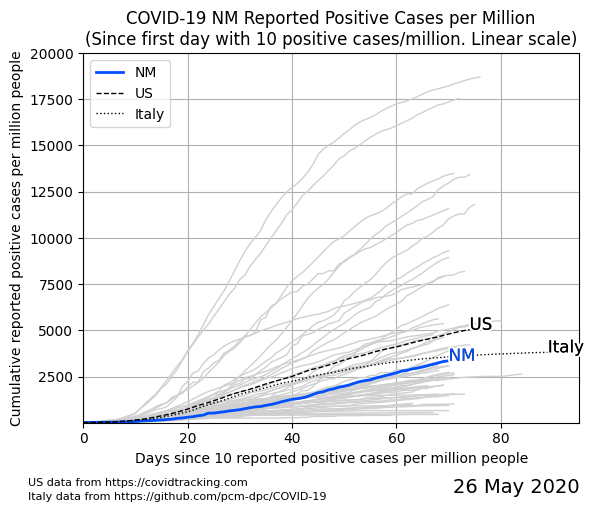 COVID-19 NM Reported Positive Cases per Million
(Since first day with 10 positive cases/million. Linear scale)
Cumulative reported positive cases per million people
20000
17500
15000
12500
10000
7500
5000
2500
NM
US
Italy
US
Italy
NM
0
20
40
60
80
Days since 10 reported positive cases per million people
US data from https://covidtracking.com
Italy data from https://github.com/pcm-dpc/COVID-19
26 May 2020